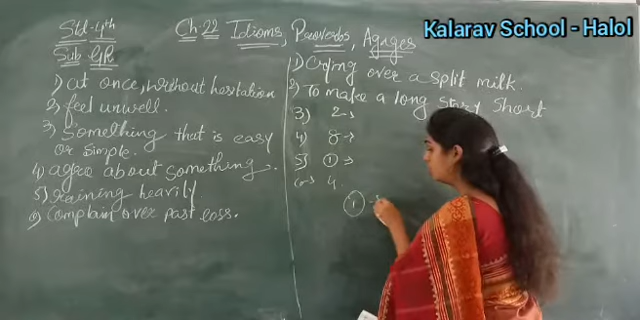 Kalarav School - Halol
Std-4th
Ch:22 Idioms, Proverbs, Adages
Sub GR
1) at once, without hesitation
2) feel unwell.
3) Something that is easy
or simple.
4) agree about something.
5) raining heavily
6) Complain over past loss.
1) Crying over a split milk.
2) To make a long story short
3) 2→
4) 8→
5) ① →
6→ 4.
①